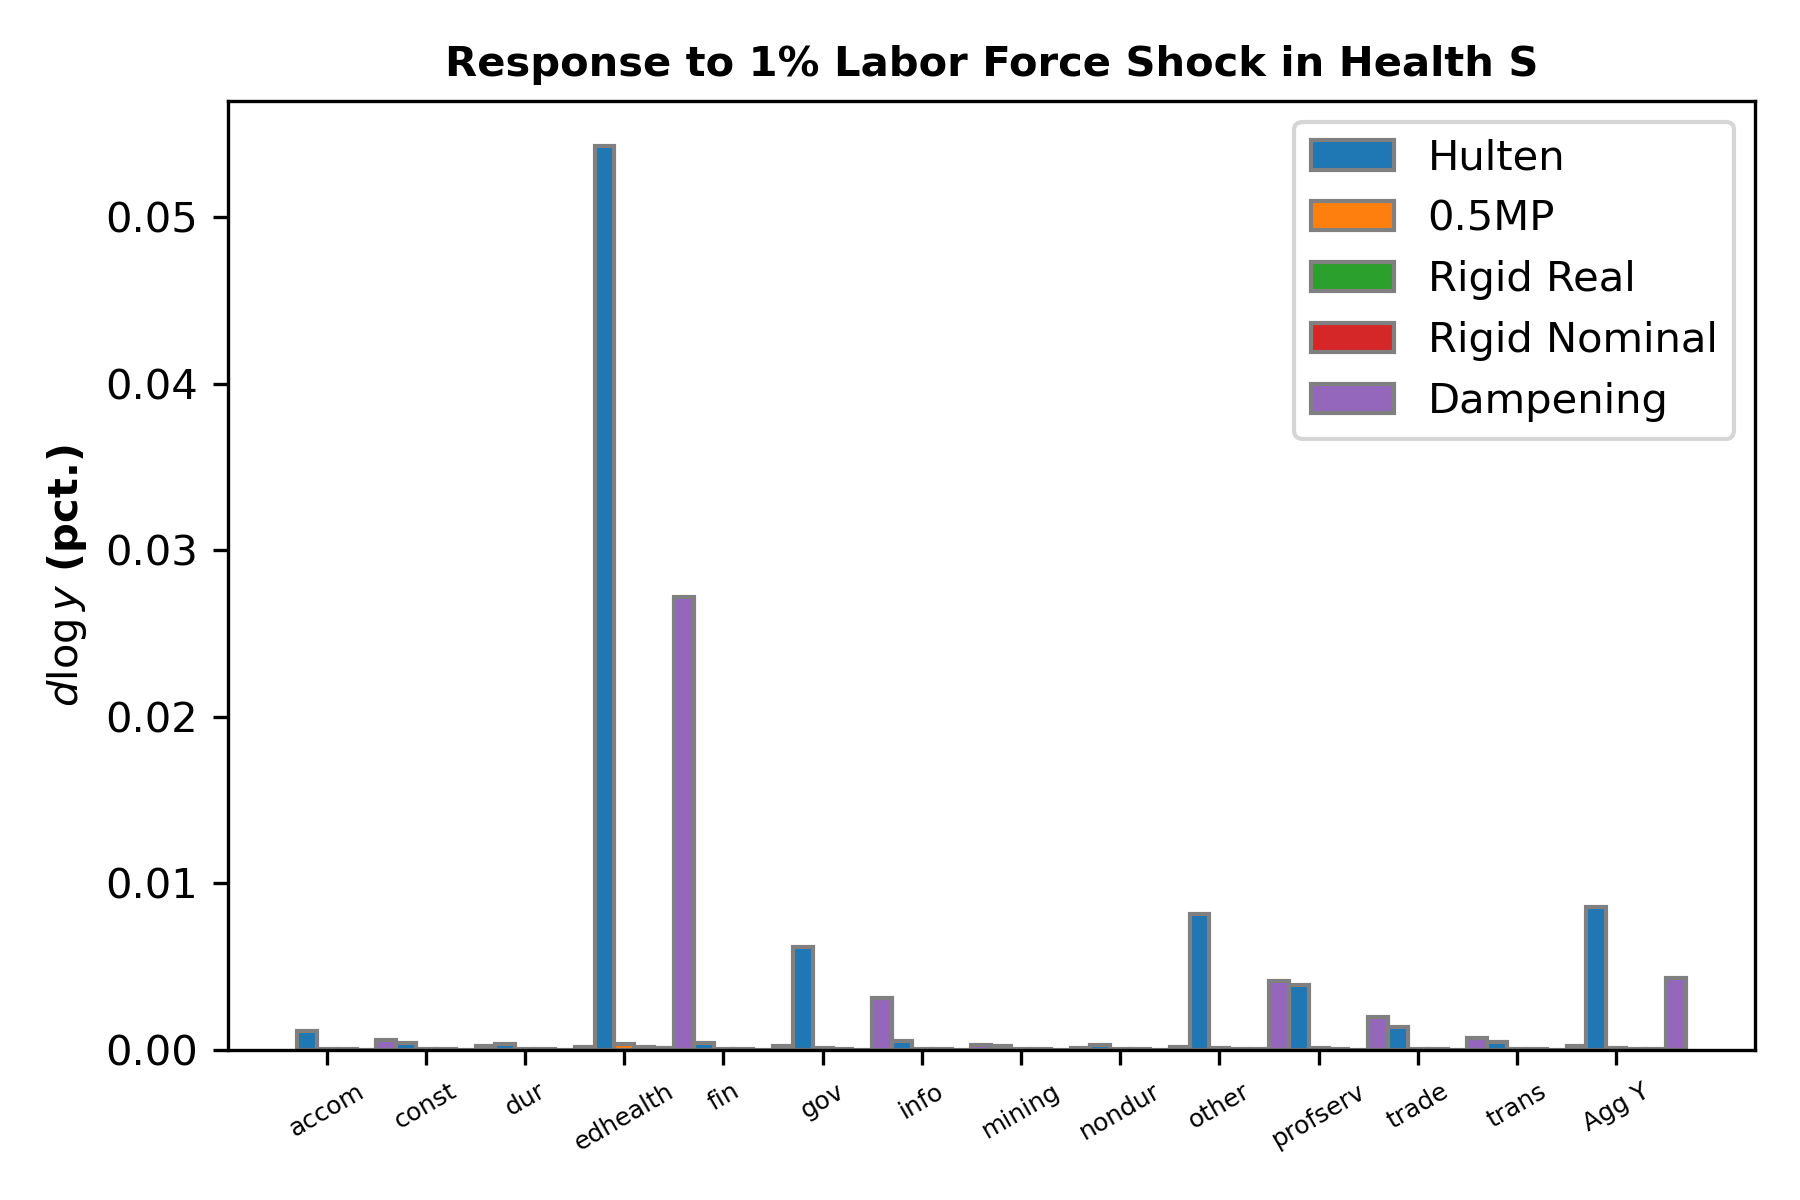 Response to 1% Labor Force Shock in Health S
Hulten
0.5MP
Rigid Real
Rigid Nominal
Dampening
dlog y (pct.)
0.05
0.04
0.03
0.02
0.01
0.00
accom
const
dur
edhealth
fin
gov
info
mining
nondur
other
profserv
trade
trans
Agg Y